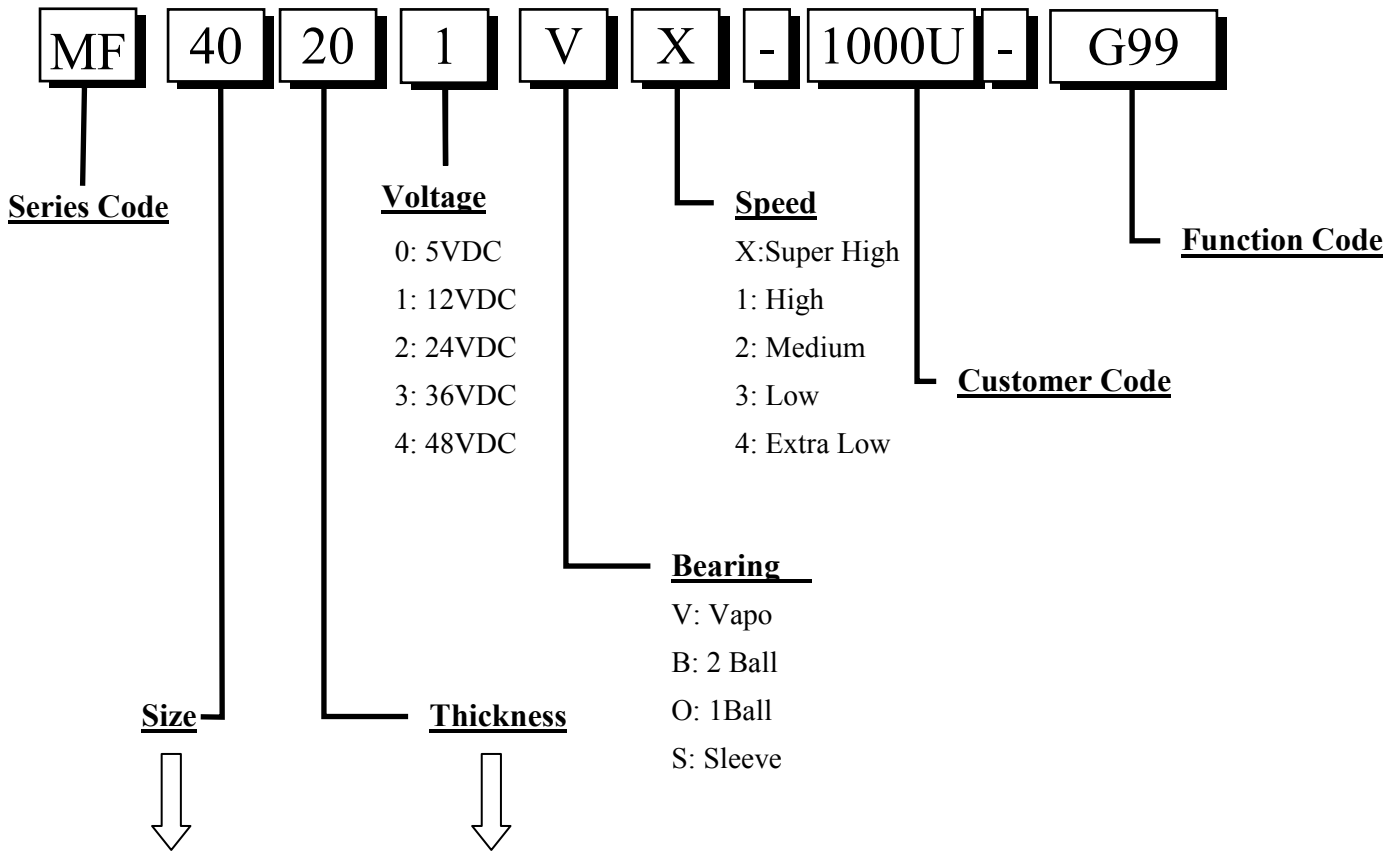 MF 40 20 1 V X - 1000U - G99
Series Code
Voltage
0: 5VDC
1: 12VDC
2: 24VDC
3: 36VDC
4: 48VDC
Speed
X:Super High
1: High
2: Medium
3: Low
4: Extra Low
Function Code
Customer Code
Bearing
V: Vapo
B: 2 Ball
O: 1Ball
S: Sleeve
Size
Thickness